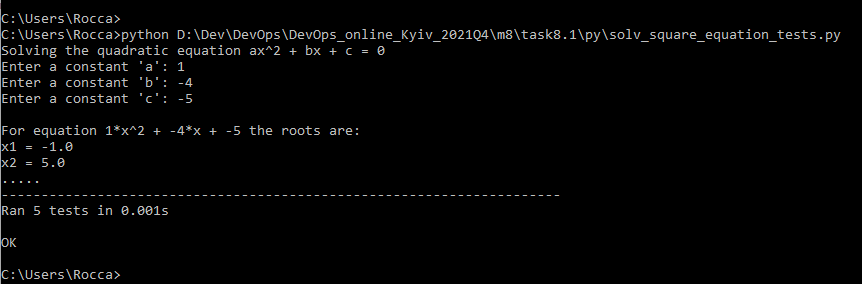 C:\Users\Rocca>
C:\Users\Rocca>python D:\Dev\DevOps\DevOps_online_Kyiv_2021Q4\m8\task8.1\py\solv_square_equation_tests.py
Solving the quadratic equation ax^2 + bx + c = 0
Enter a constant 'a': 1
Enter a constant 'b': -4
Enter a constant 'c': -5
For equation 1*x^2 + -4*x + -5 the roots are:
x1 = -1.0
x2 = 5.0
.....
----------------------------------------------------------------------
Ran 5 tests in 0.001s
OK
C:\Users\Rocca>